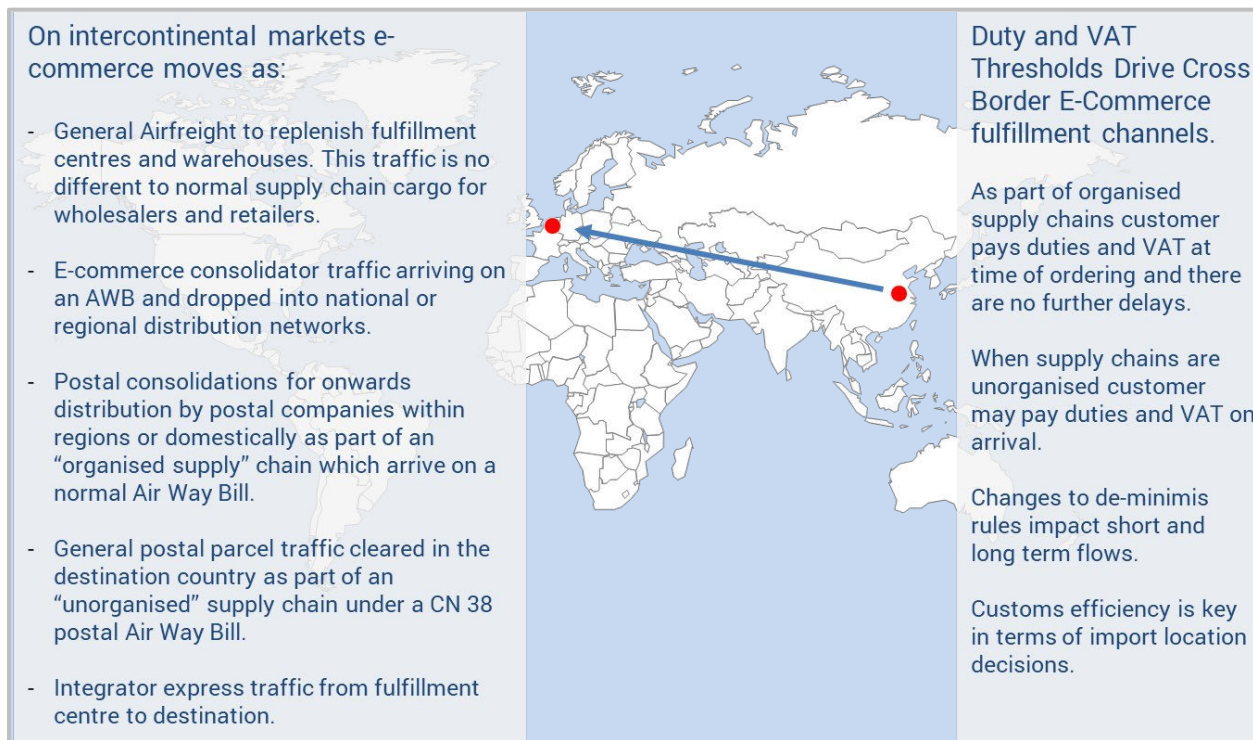 On intercontinental markets e-
commerce moves as:
- General Airfreight to replenish fulfillment
centres and warehouses. This traffic is no
different to normal supply chain cargo for
wholesalers and retailers.
- E-commerce consolidator traffic arriving on
an AWB and dropped into national or
regional distribution networks.
- Postal consolidations for onwards
distribution by postal companies within
regions or domestically as part of an
“organised supply” chain which arrive on a
normal Air Way Bill.
- General postal parcel traffic cleared in the
destination country as part of an
“unorganised” supply chain under a CN 38
postal Air Way Bill.
- Integrator express traffic from fulfillment
centre to destination.
Duty and VAT
Thresholds Drive Cross
Border E-Commerce
fulfillment channels.
As part of organised
supply chains customer
pays duties and VAT at
time of ordering and there
are no further delays.
When supply chains are
unorganised customer
may pay duties and VAT on
arrival.
Changes to de-minimis
rules impact short and
long term flows.
Customs efficiency is key
in terms of import location
decisions.